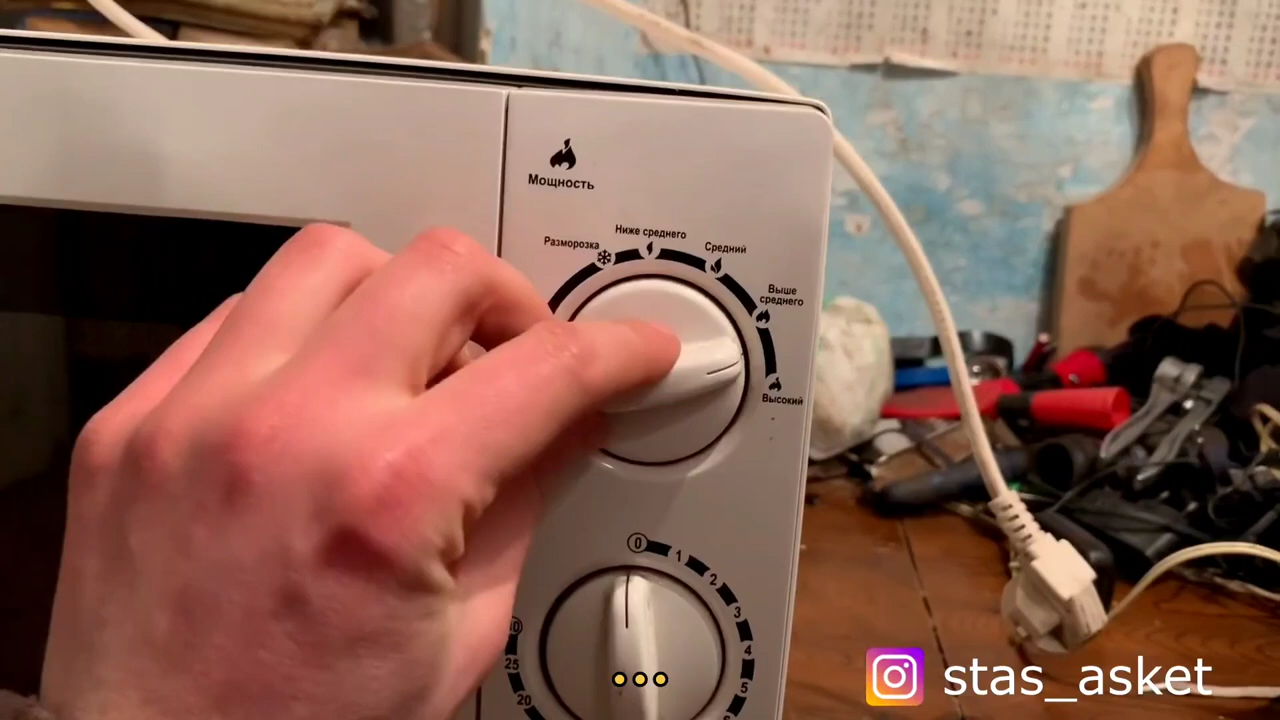 Мощность
Разморозка
Ниже среднего
Средний
Выше
среднего
Высокий
0
1
2
3
4
5
20
25
stas_asket